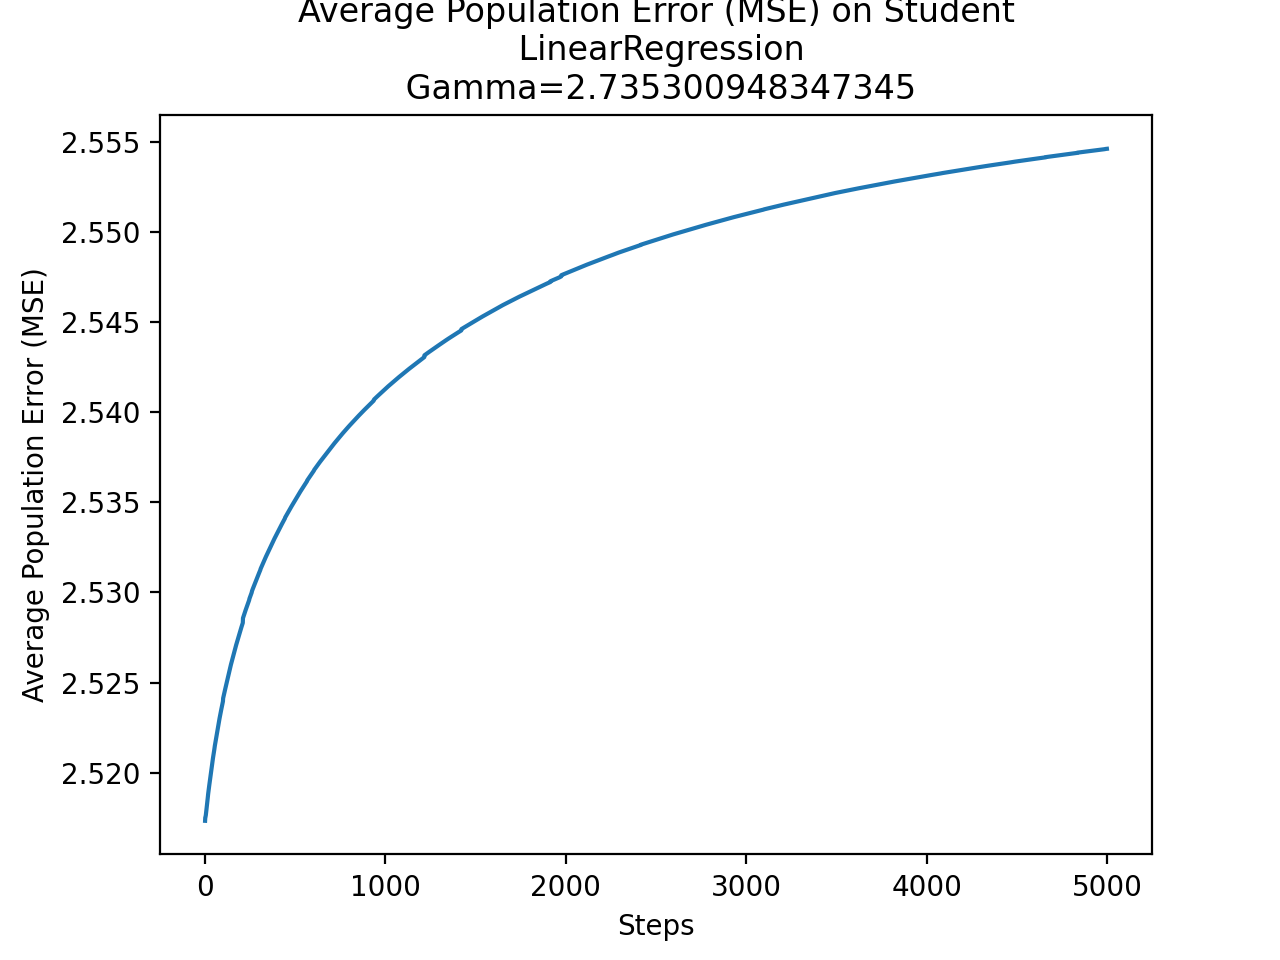 Average Population Error (MSE) on Student
LinearRegression
Gamma=2.735300948347345
2.555
2.550
2.545
2.540
2.535
2.530
2.525
2.520
Average Population Error (MSE)
0 1000 2000 3000 4000 5000
Steps